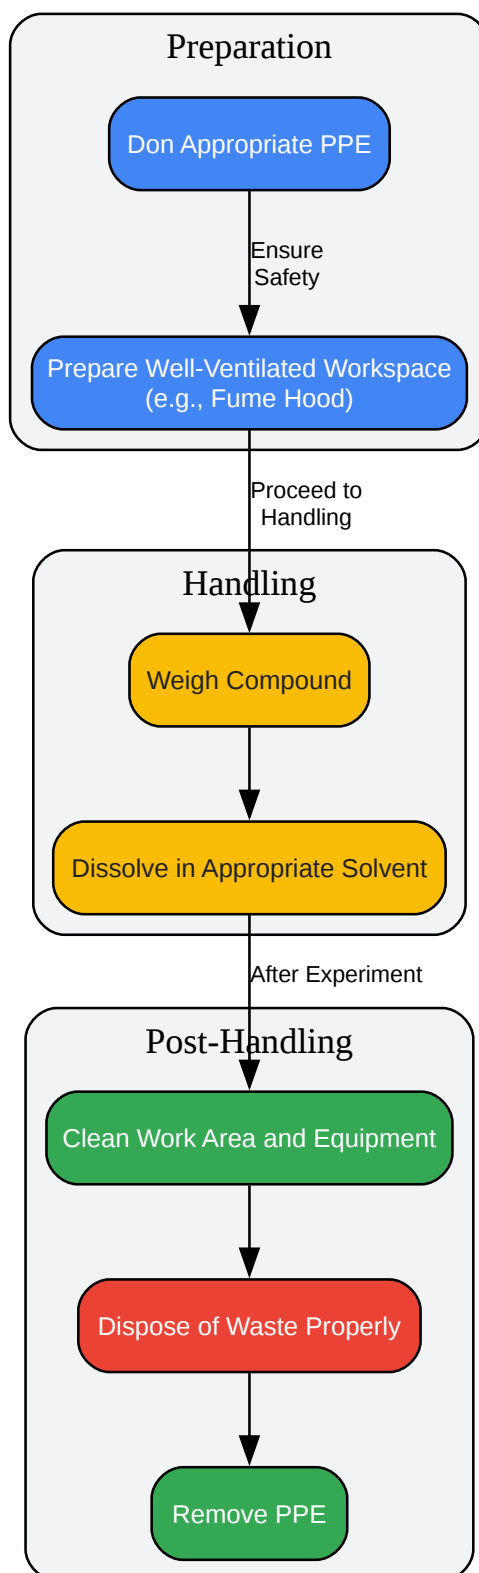 Preparation
Don Appropriate PPE
Ensure
Safety
Prepare Well-Ventilated Workspace
(e.g., Fume Hood)
Proceed to
Handling
Handling
Weigh Compound
Dissolve in Appropriate Solvent
After Experiment
Post-Handling
Clean Work Area and Equipment
Dispose of Waste Properly
Remove PPE